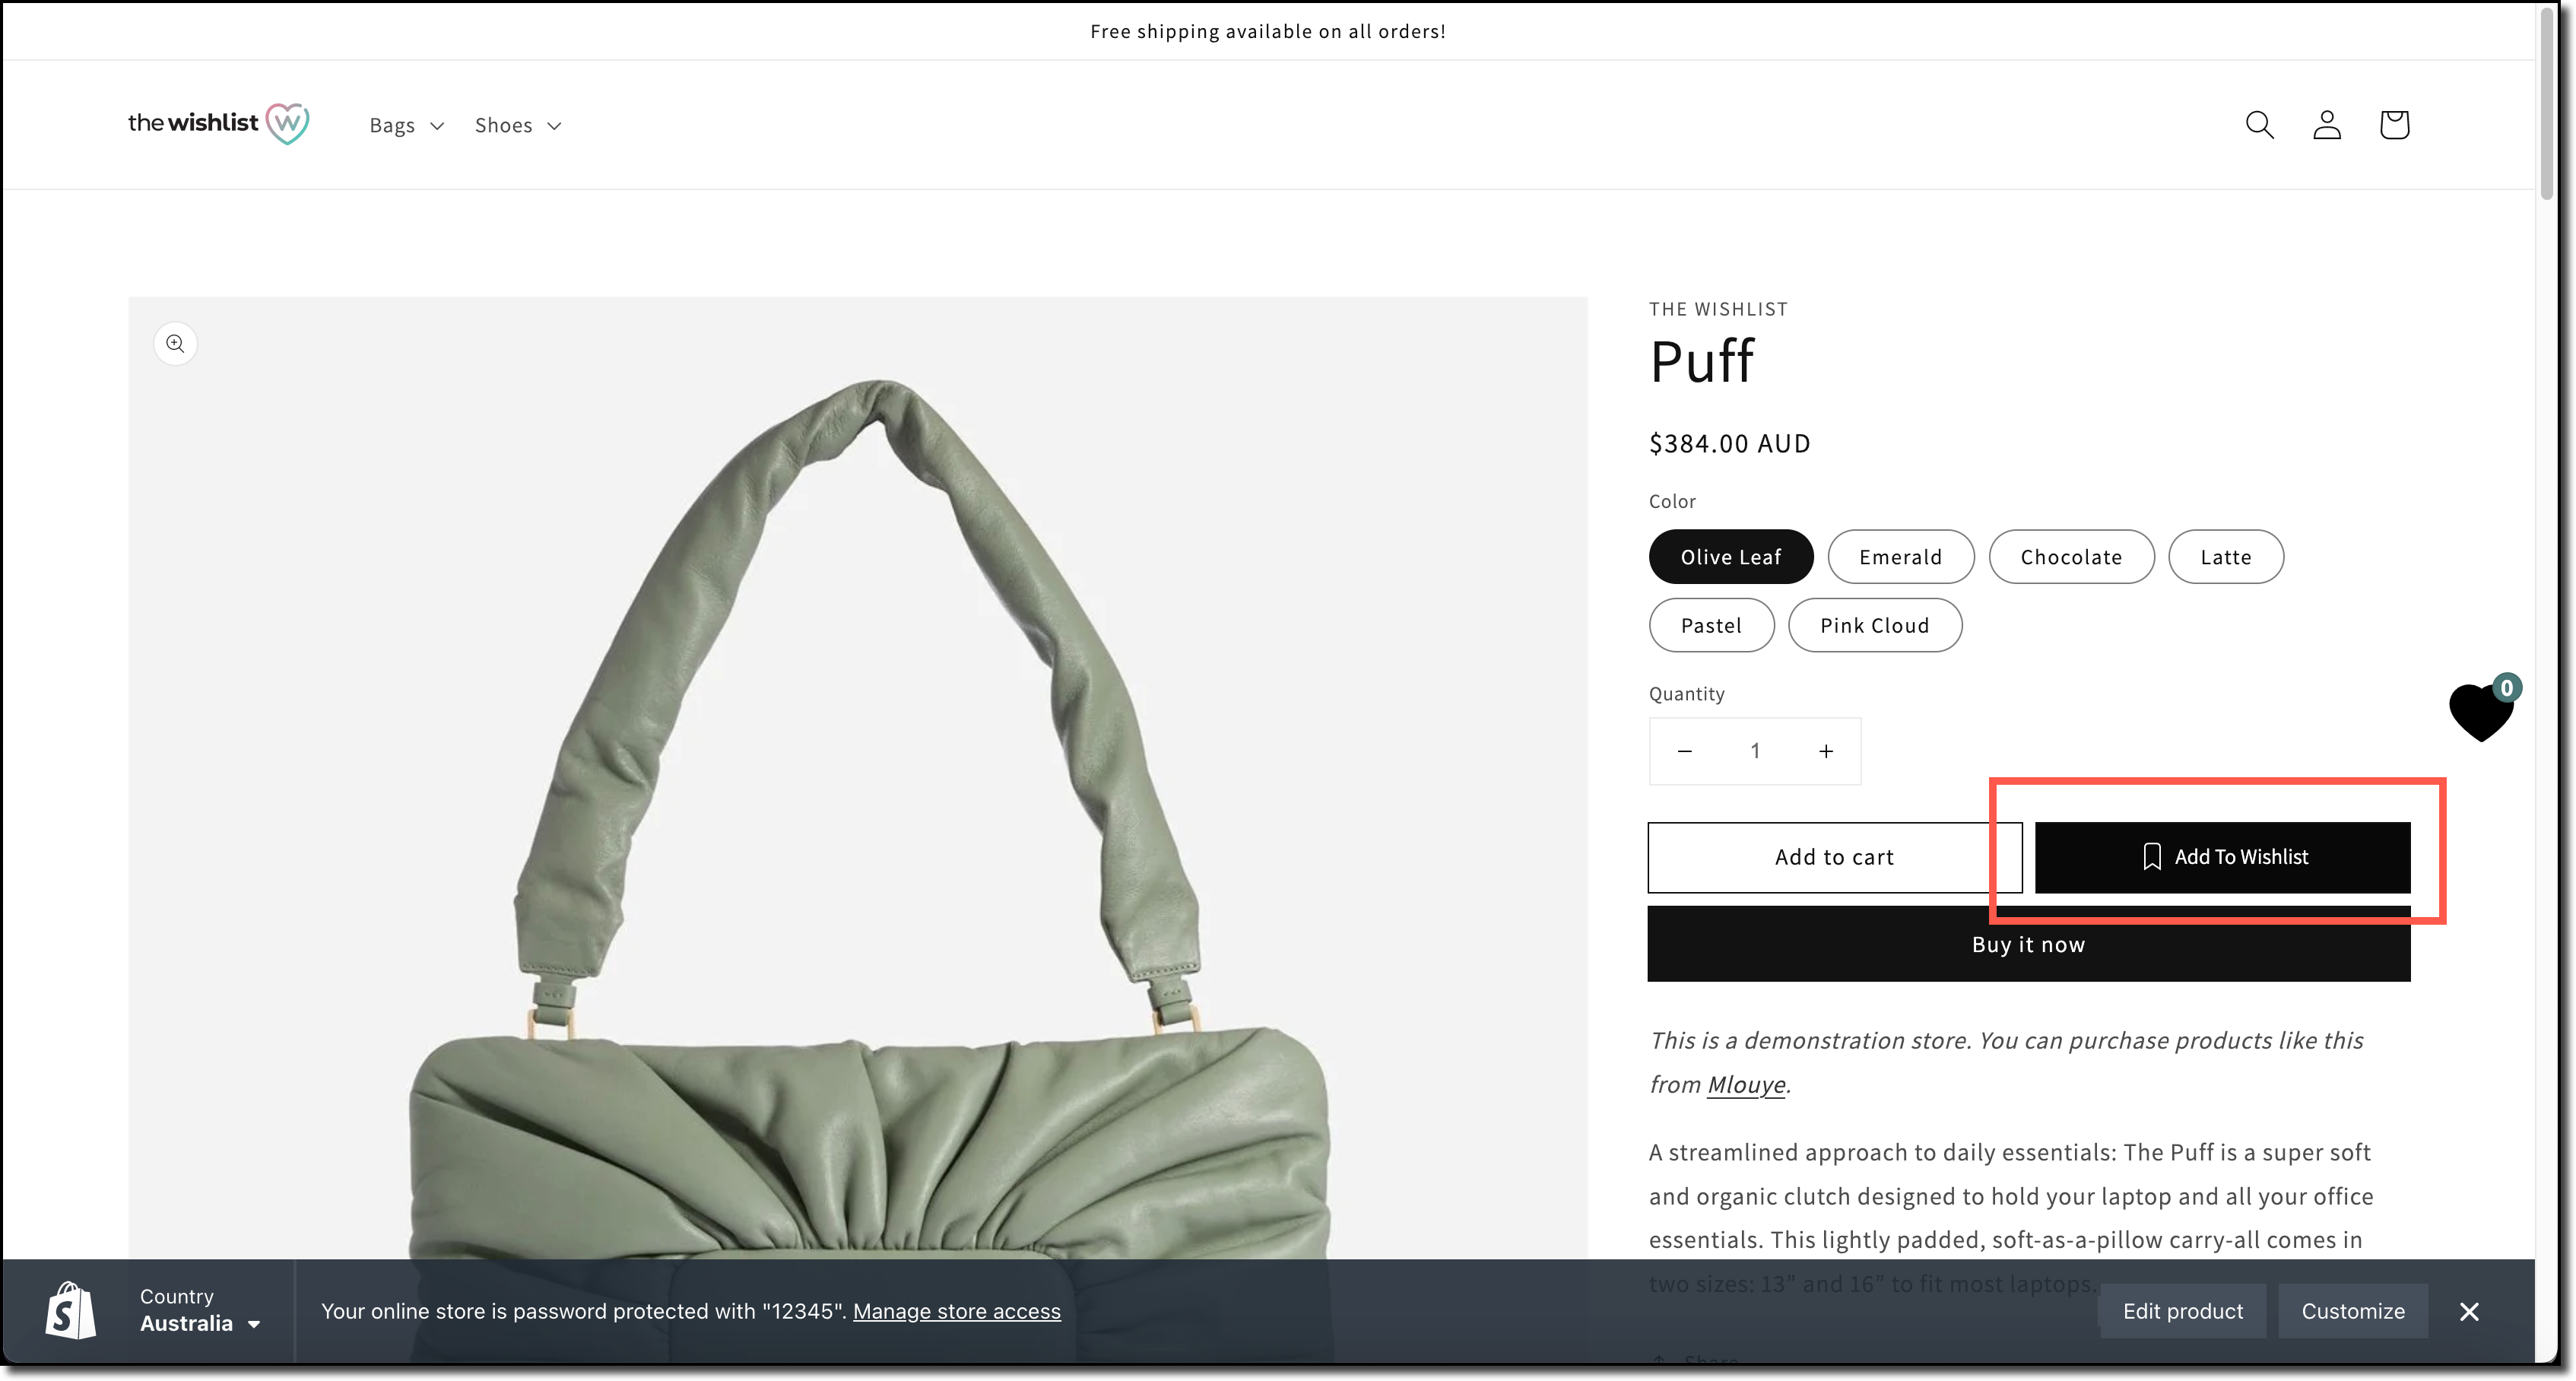 Free shipping available on all orders!
the wishlist W
Bags
Shoes
THE WISHLIST
Puff
$384.00 AUD
Color
Olive Leaf
Emerald
Chocolate
Latte
Pastel
Pink Cloud
Quantity
0
− 1 +
Add to cart
Add To Wishlist
Buy it now
This is a demonstration store. You can purchase products like this
from Mlouye.
A streamlined approach to daily essentials: The Puff is a super soft
and organic clutch designed to hold your laptop and all your office
essentials. This lightly padded, soft-as-a-pillow carry-all comes in
two sizes: 13” and 16” to fit most laptops.
S
Country
Australia
Your online store is password protected with "12345". Manage store access
Edit product
Customize
Share